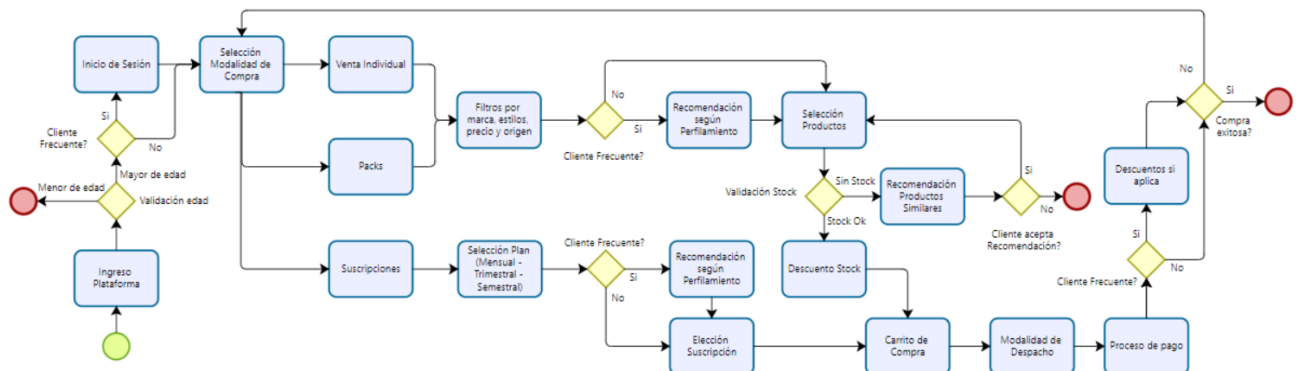 Inicio de Sesión
Selección
Modalidad de
Compra
Venta Individual
Filtros por
marca, estilos,
precio y origen
No
Si
Cliente Frecuente?
Recomendación
según
Perfilamiento
Selección
Productos
No
Si
Compra
exitosa?
Cliente
Frecuente?
Si
No
Mayor de edad
Menor de edad
Validación edad
Packs
Validación Stock
Sin Stock
Stock Ok
Recomendación
Productos
Similares
Si
No
Cliente acepta
Recomendación?
Descuentos si
aplica
Ingreso
Plataforma
Suscripciones
Selección Plan
(Mensual -
Trimestral -
Semestral)
Cliente Frecuente?
Si
No
Recomendación
según
Perfilamiento
Descuento Stock
Si
No
Cliente Frecuente?
Elección
Suscripción
Carrito de
Compra
Modalidad de
Despacho
Proceso de pago